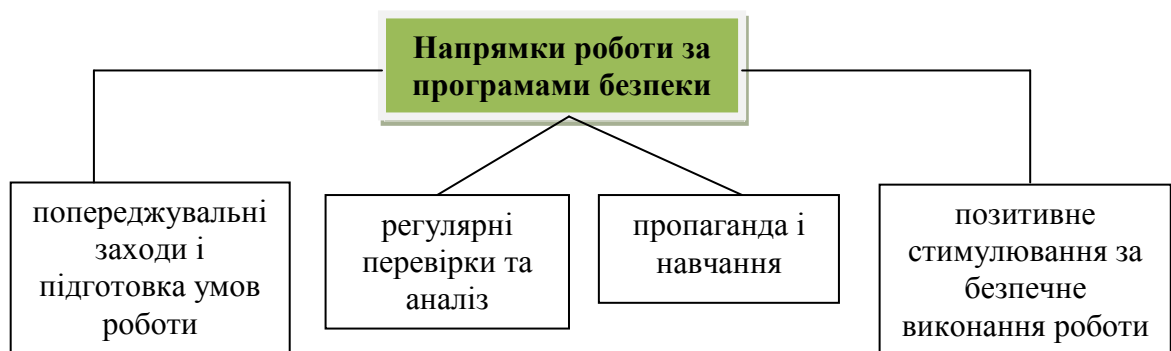 Напрямки роботи за
програмами безпеки
попереджувальні
заходи і
підготовка умов
роботи
регулярні
перевірки та
аналіз
пропаганда і
навчання
позитивне
стимулювання за
безпечне
виконання роботи